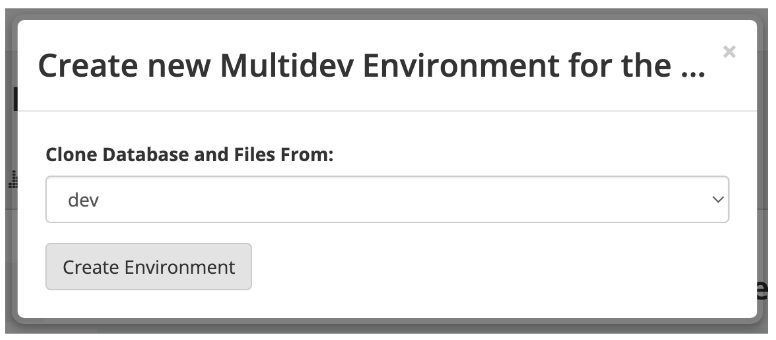 Create new Multidev Environment for the ...
×
Clone Database and Files From:
dev
Create Environment